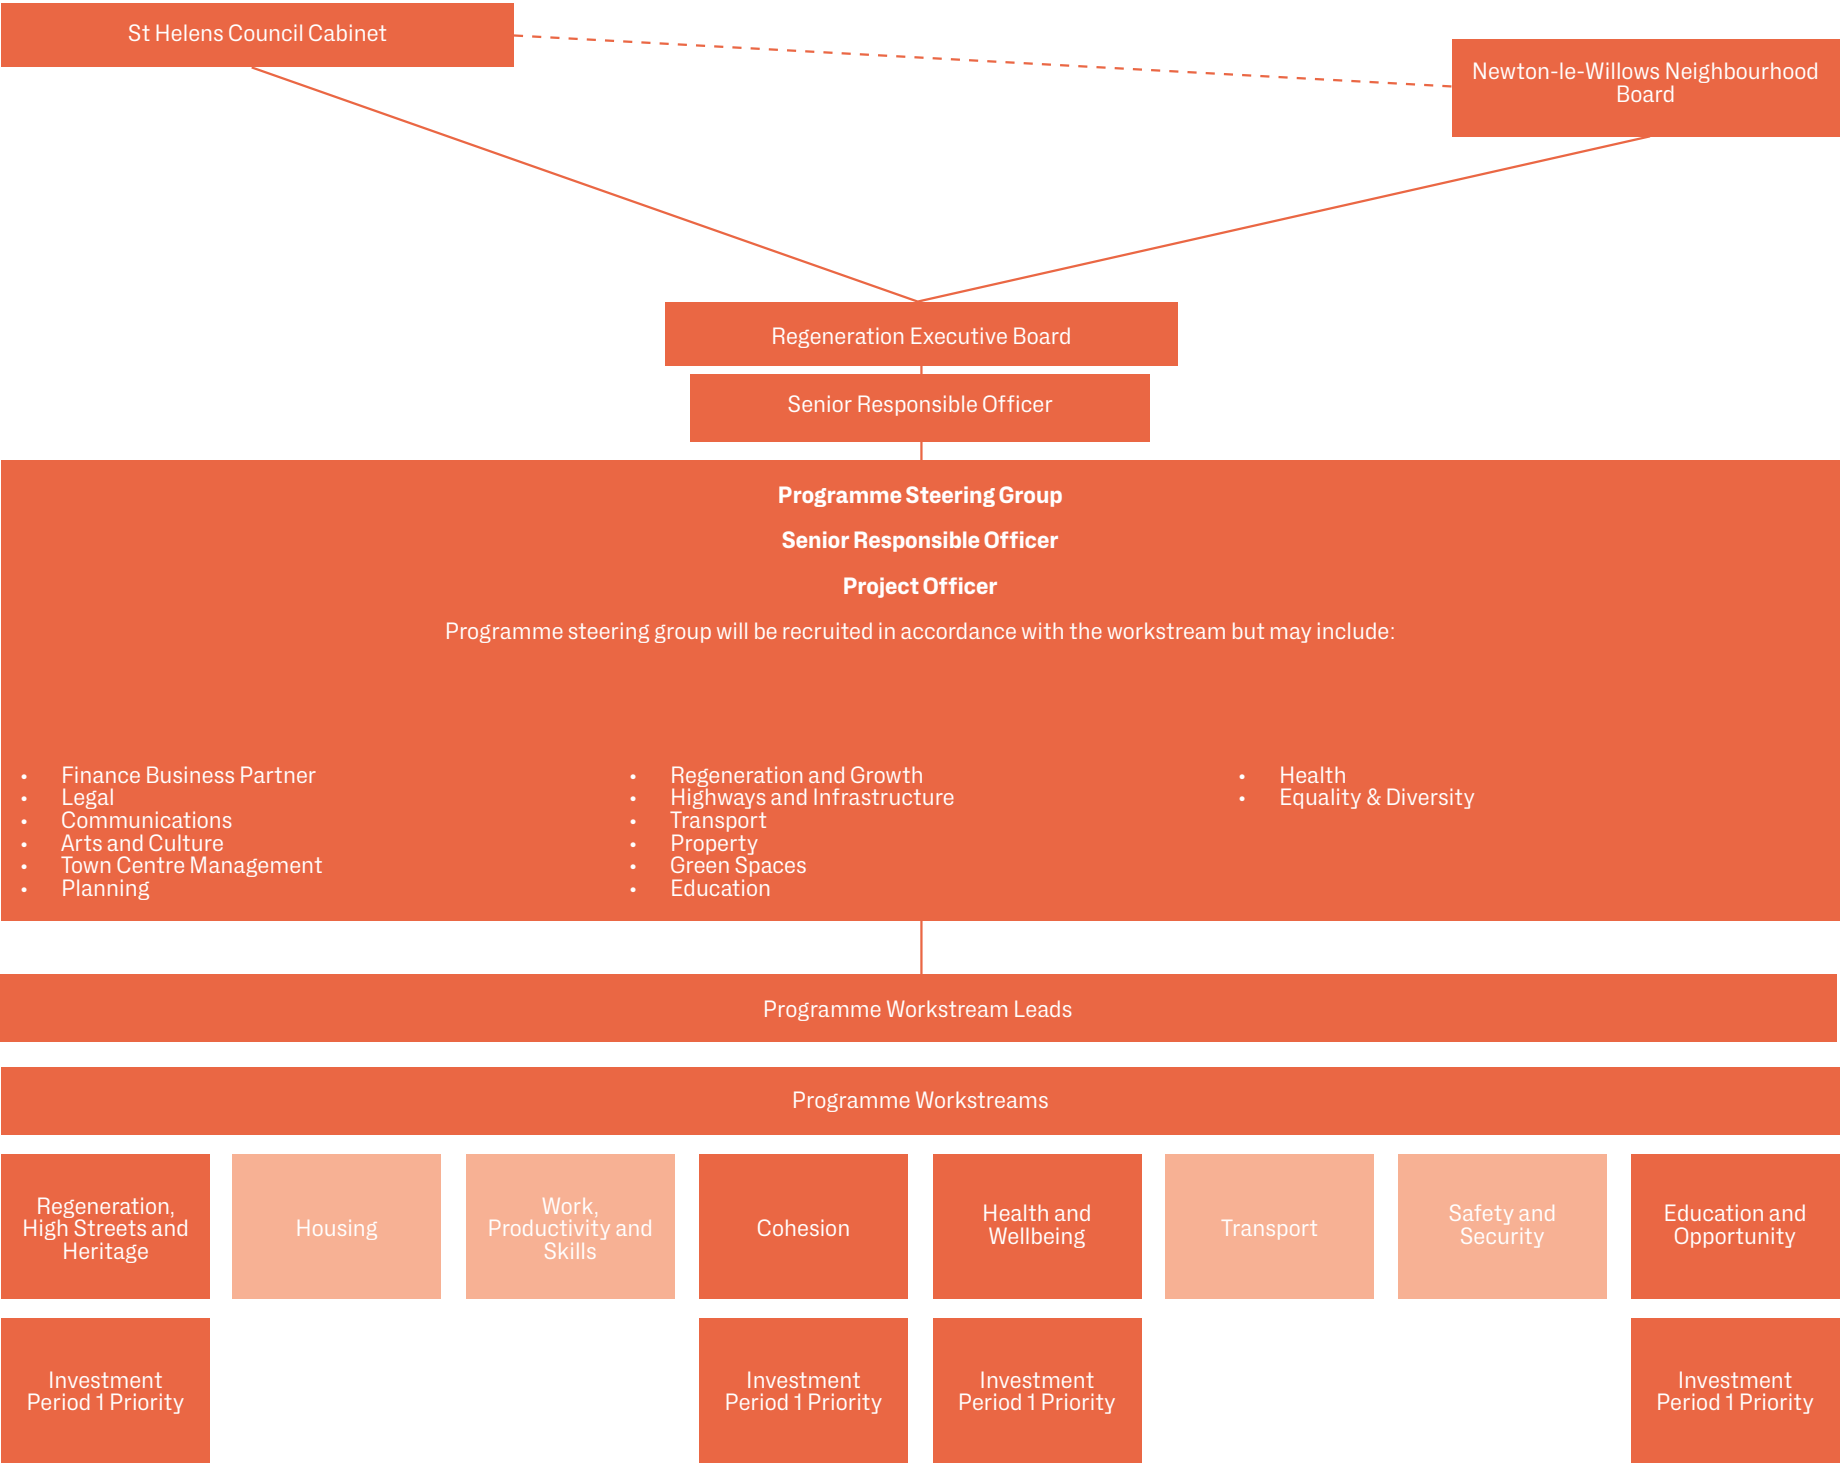 St Helens Council Cabinet
Newton-le-Willows Neighbourhood
Board
Regeneration Executive Board
Senior Responsible Officer
Programme Steering Group
Senior Responsible Officer
Project Officer
Programme steering group will be recruited in accordance with the workstream but may include:
• Finance Business Partner
• Legal
• Communications
• Arts and Culture
• Town Centre Management
• Planning
• Regeneration and Growth
• Highways and Infrastructure
• Transport
• Property
• Green Spaces
• Education
• Health
• Equality & Diversity
Programme Workstream Leads
Programme Workstreams
Regeneration,
High Streets and
Heritage
Housing
Work,
Productivity and
Skills
Cohesion
Health and
Wellbeing
Transport
Safety and
Security
Education and
Opportunity
Investment
Period 1 Priority
Investment
Period 1 Priority
Investment
Period 1 Priority
Investment
Period 1 Priority